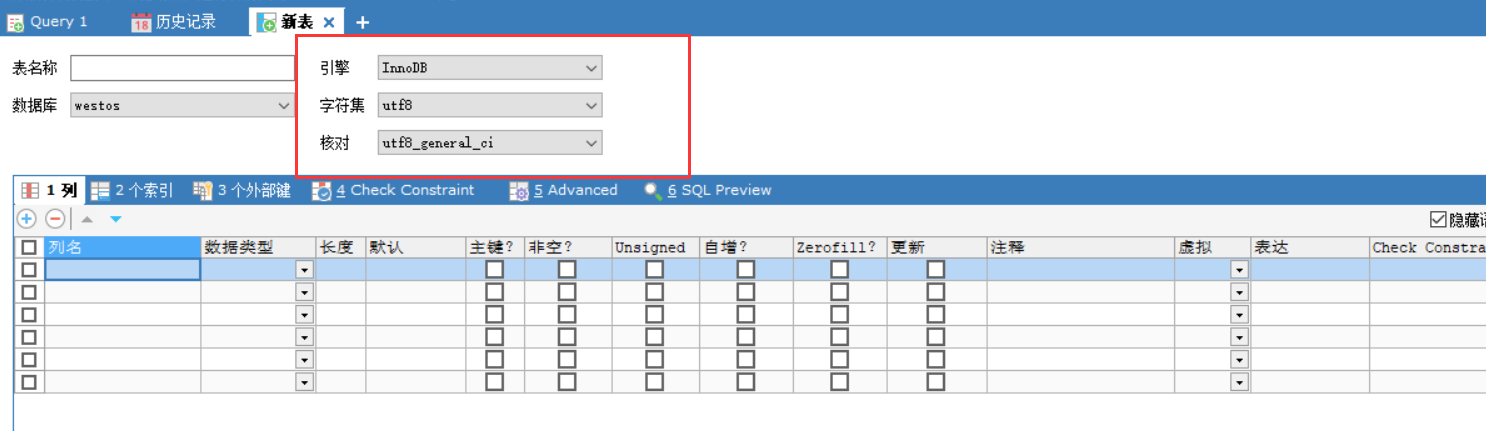 Query 1 历史记录 新表
表名称 引擎 InnoDB
数据库 westos 字符集 utf8
核对 utf8_general_ci
1 列 2 个索引 3 个外部键 4 Check Constraint 5 Advanced 6 SQL Preview
隐藏
列名 数据类型 长度 默认 主键? 非空? Unsigned 自增? Zerofill? 更新 注释 虚拟 表达 Check Constra